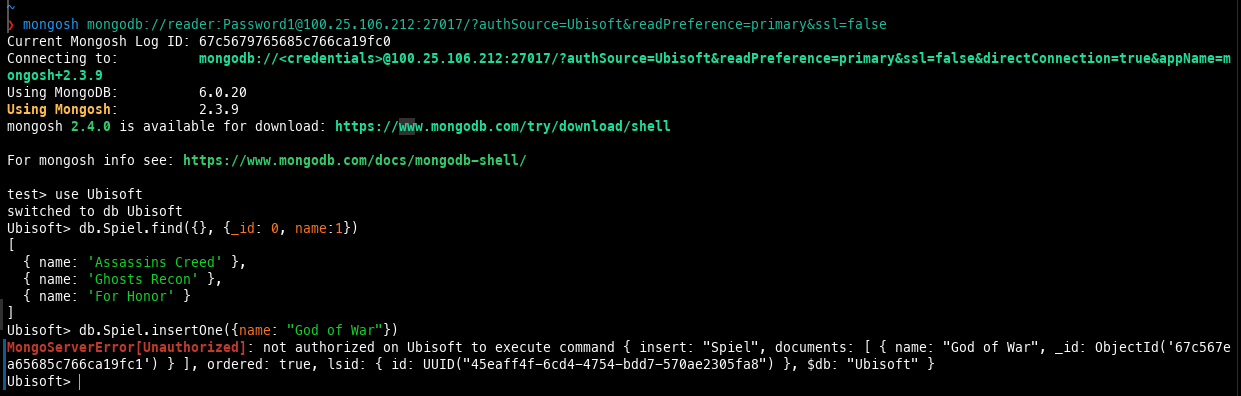 ~
❯ mongosh mongodb://reader:Password1@100.25.106.212:27017/?authSource=Ubisoft&readPreference=primary&ssl=false
Current Mongosh Log ID: 67c5679765685c766ca19fc0
Connecting to:          mongodb://<credentials>@100.25.106.212:27017/?authSource=Ubisoft&readPreference=primary&ssl=false&directConnection=true&appName=m
ongosh+2.3.9
Using MongoDB:          6.0.20
Using Mongosh:          2.3.9
mongosh 2.4.0 is available for download: https://www.mongodb.com/try/download/shell
For mongosh info see: https://www.mongodb.com/docs/mongodb-shell/
test> use Ubisoft
switched to db Ubisoft
Ubisoft> db.Spiel.find({}, {_id: 0, name:1})
[
  { name: 'Assassins Creed' },
  { name: 'Ghosts Recon' },
  { name: 'For Honor' }
]
Ubisoft> db.Spiel.insertOne({name: "God of War"})
MongoServerError[Unauthorized]: not authorized on Ubisoft to execute command { insert: "Spiel", documents: [ { name: "God of War", _id: ObjectId('67c567e
a65685c766ca19fc1') } ], ordered: true, lsid: { id: UUID("45eaff4f-6cd4-4754-bdd7-570ae2305fa8") }, $db: "Ubisoft" }
Ubisoft>